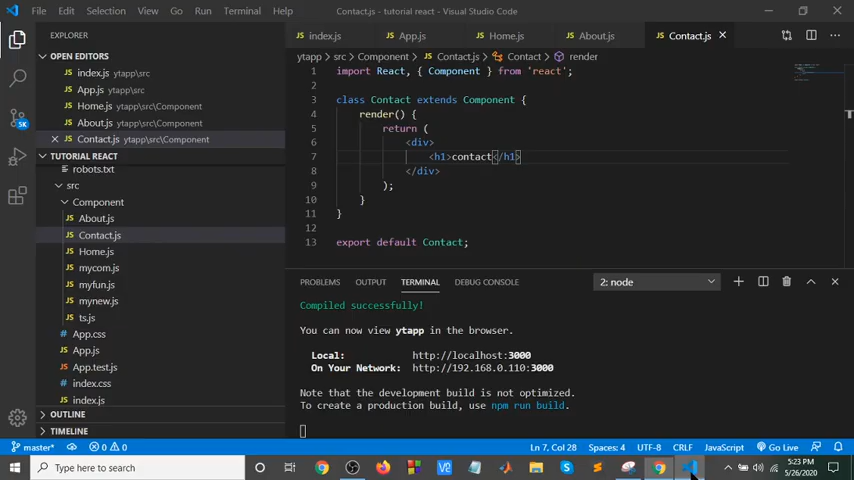 File Edit Selection View Go Run Terminal Help Contact.js - tutorial react - Visual Studio Code
EXPLORER
OPEN EDITORS
JS index.js ytapp\src
JS App.js ytapp\src
JS Home.js ytapp\src\Component
JS About.js ytapp\src\Component
JS Contact.js ytapp\src\Component
TUTORIAL REACT
robots.txt
src
Component
JS About.js
JS Contact.js
JS Home.js
JS mycom.js
JS myfun.js
JS mynew.js
JS ts.js
App.css
JS App.js
JS App.test.js
index.css
JS index.js
OUTLINE
TIMELINE
JS index.js JS App.js JS Home.js JS About.js JS Contact.js
ytapp > src > Component > JS Contact.js > Contact > render
1 import React, { Component } from 'react';
2
3 class Contact extends Component {
4 render() {
5 return (
6 <div>
7 <h1>contact</h1>
8 </div>
9 );
10 }
11 }
12
13 export default Contact;
PROBLEMS OUTPUT TERMINAL DEBUG CONSOLE 2: node
Compiled successfully!
You can now view ytapp in the browser.
Local: http://localhost:3000
On Your Network: http://192.168.0.110:3000
Note that the development build is not optimized.
To create a production build, use npm run build.
master* 0 0 Ln 7, Col 28 Spaces: 4 UTF-8 CRLF JavaScript Go Live
Type here to search
5:23 PM
5/26/2020